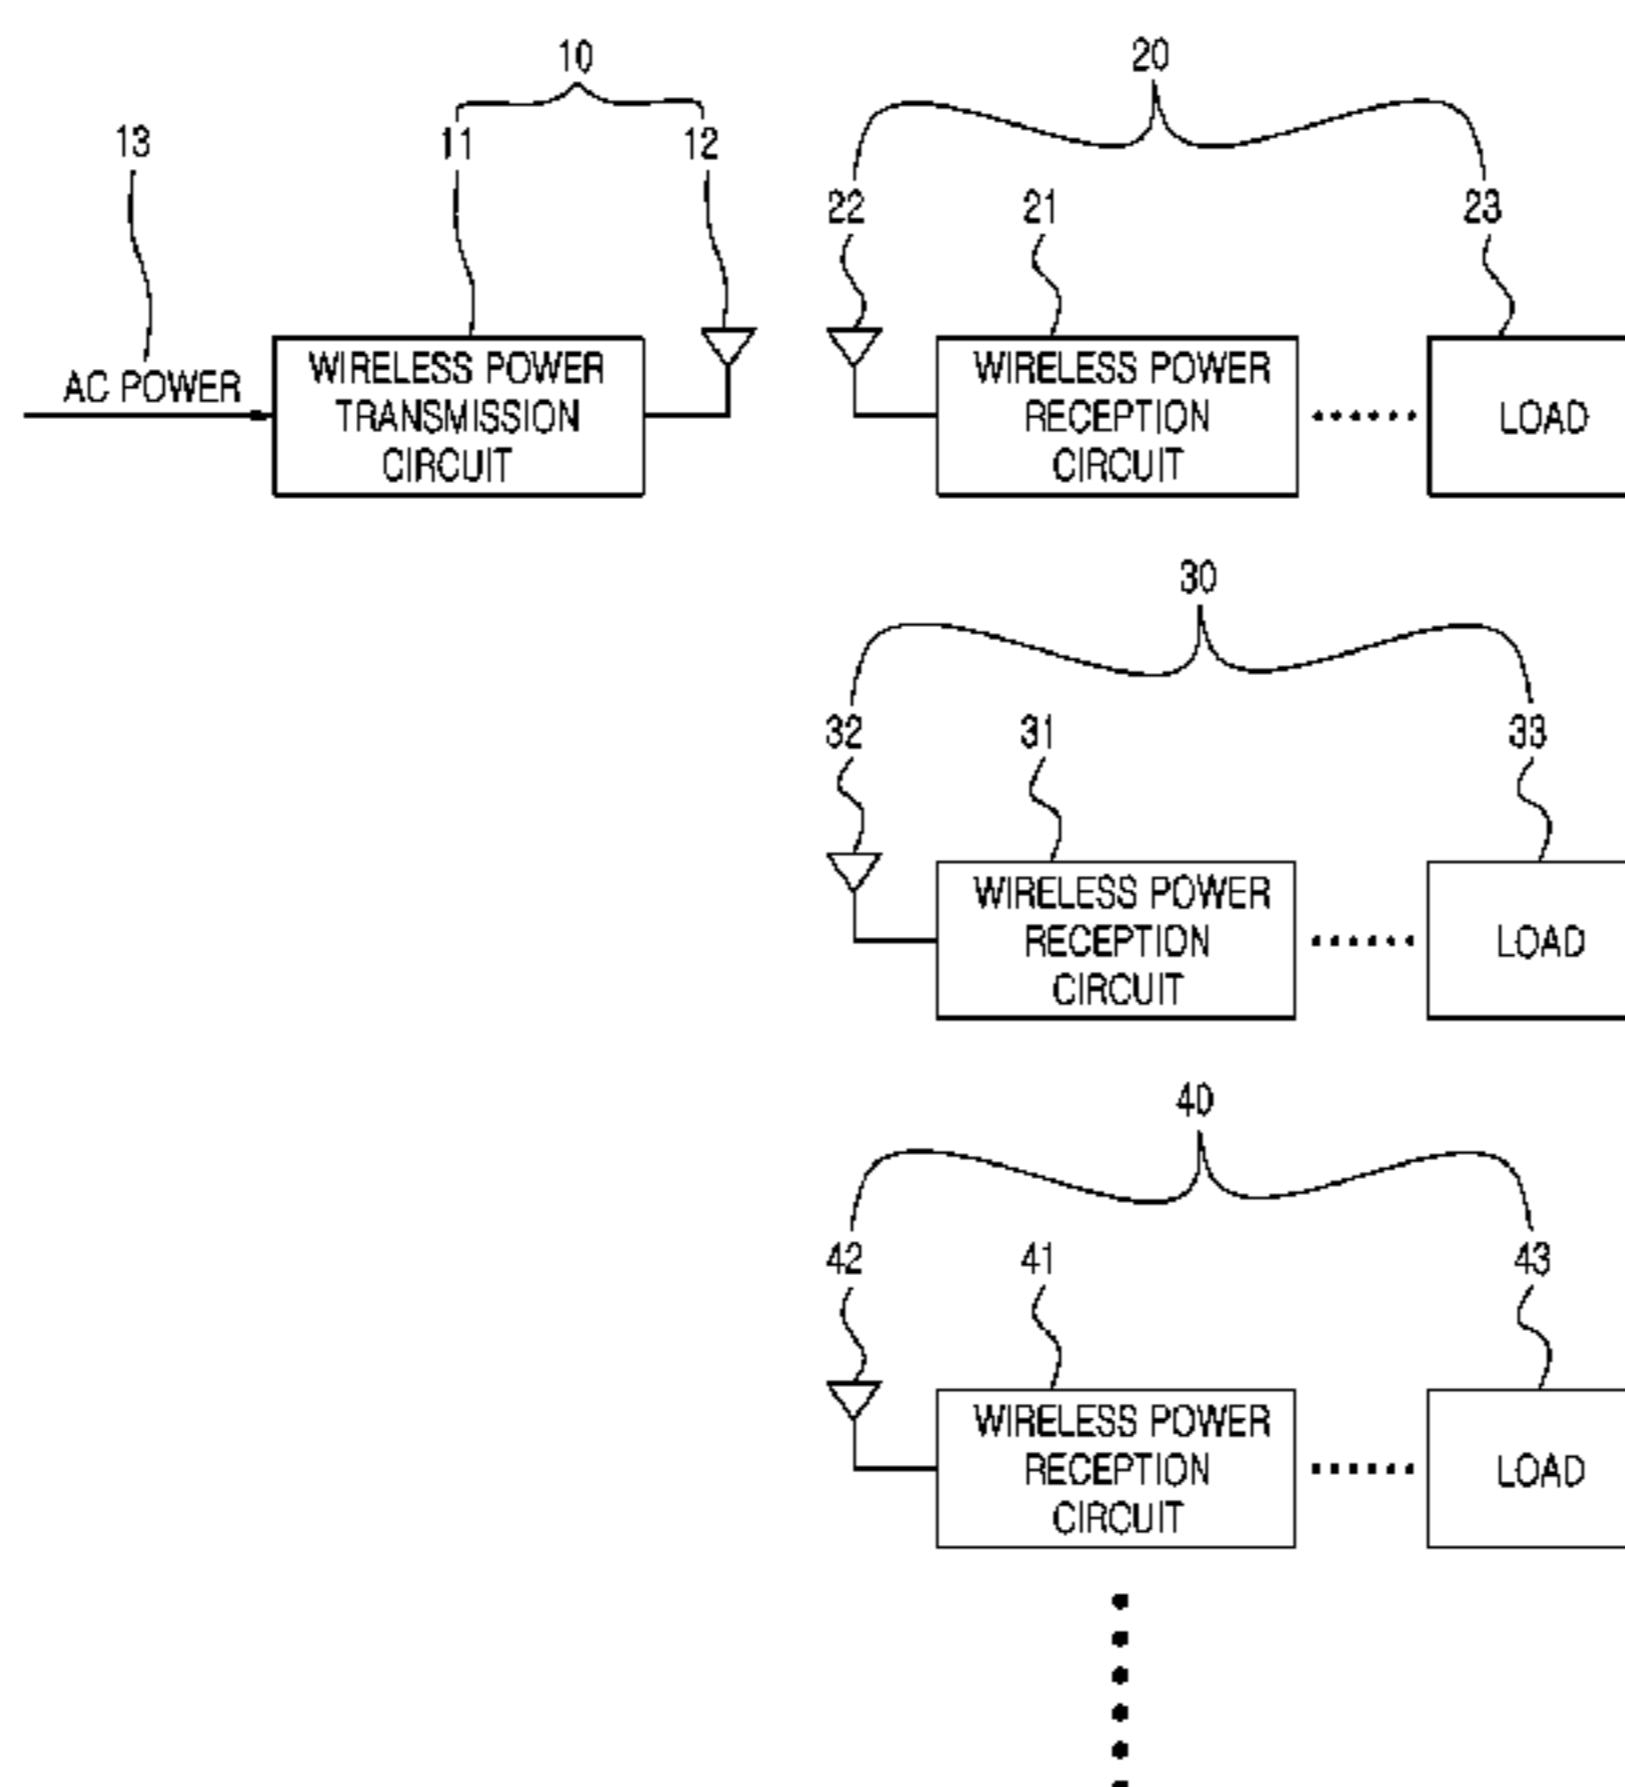 10
20
13
11
12
22
21
23
AC POWER
WIRELESS POWER
TRANSMISSION
CIRCUIT
WIRELESS POWER
RECEPTION
CIRCUIT
LOAD
30
32
31
33
WIRELESS POWER
RECEPTION
CIRCUIT
LOAD
40
42
41
43
WIRELESS POWER
RECEPTION
CIRCUIT
LOAD